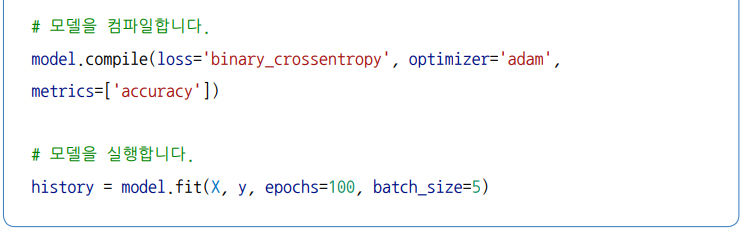 # 모델을 컴파일합니다.
model.compile(loss='binary_crossentropy', optimizer='adam',
metrics=['accuracy'])
# 모델을 실행합니다.
history = model.fit(X, y, epochs=100, batch_size=5)